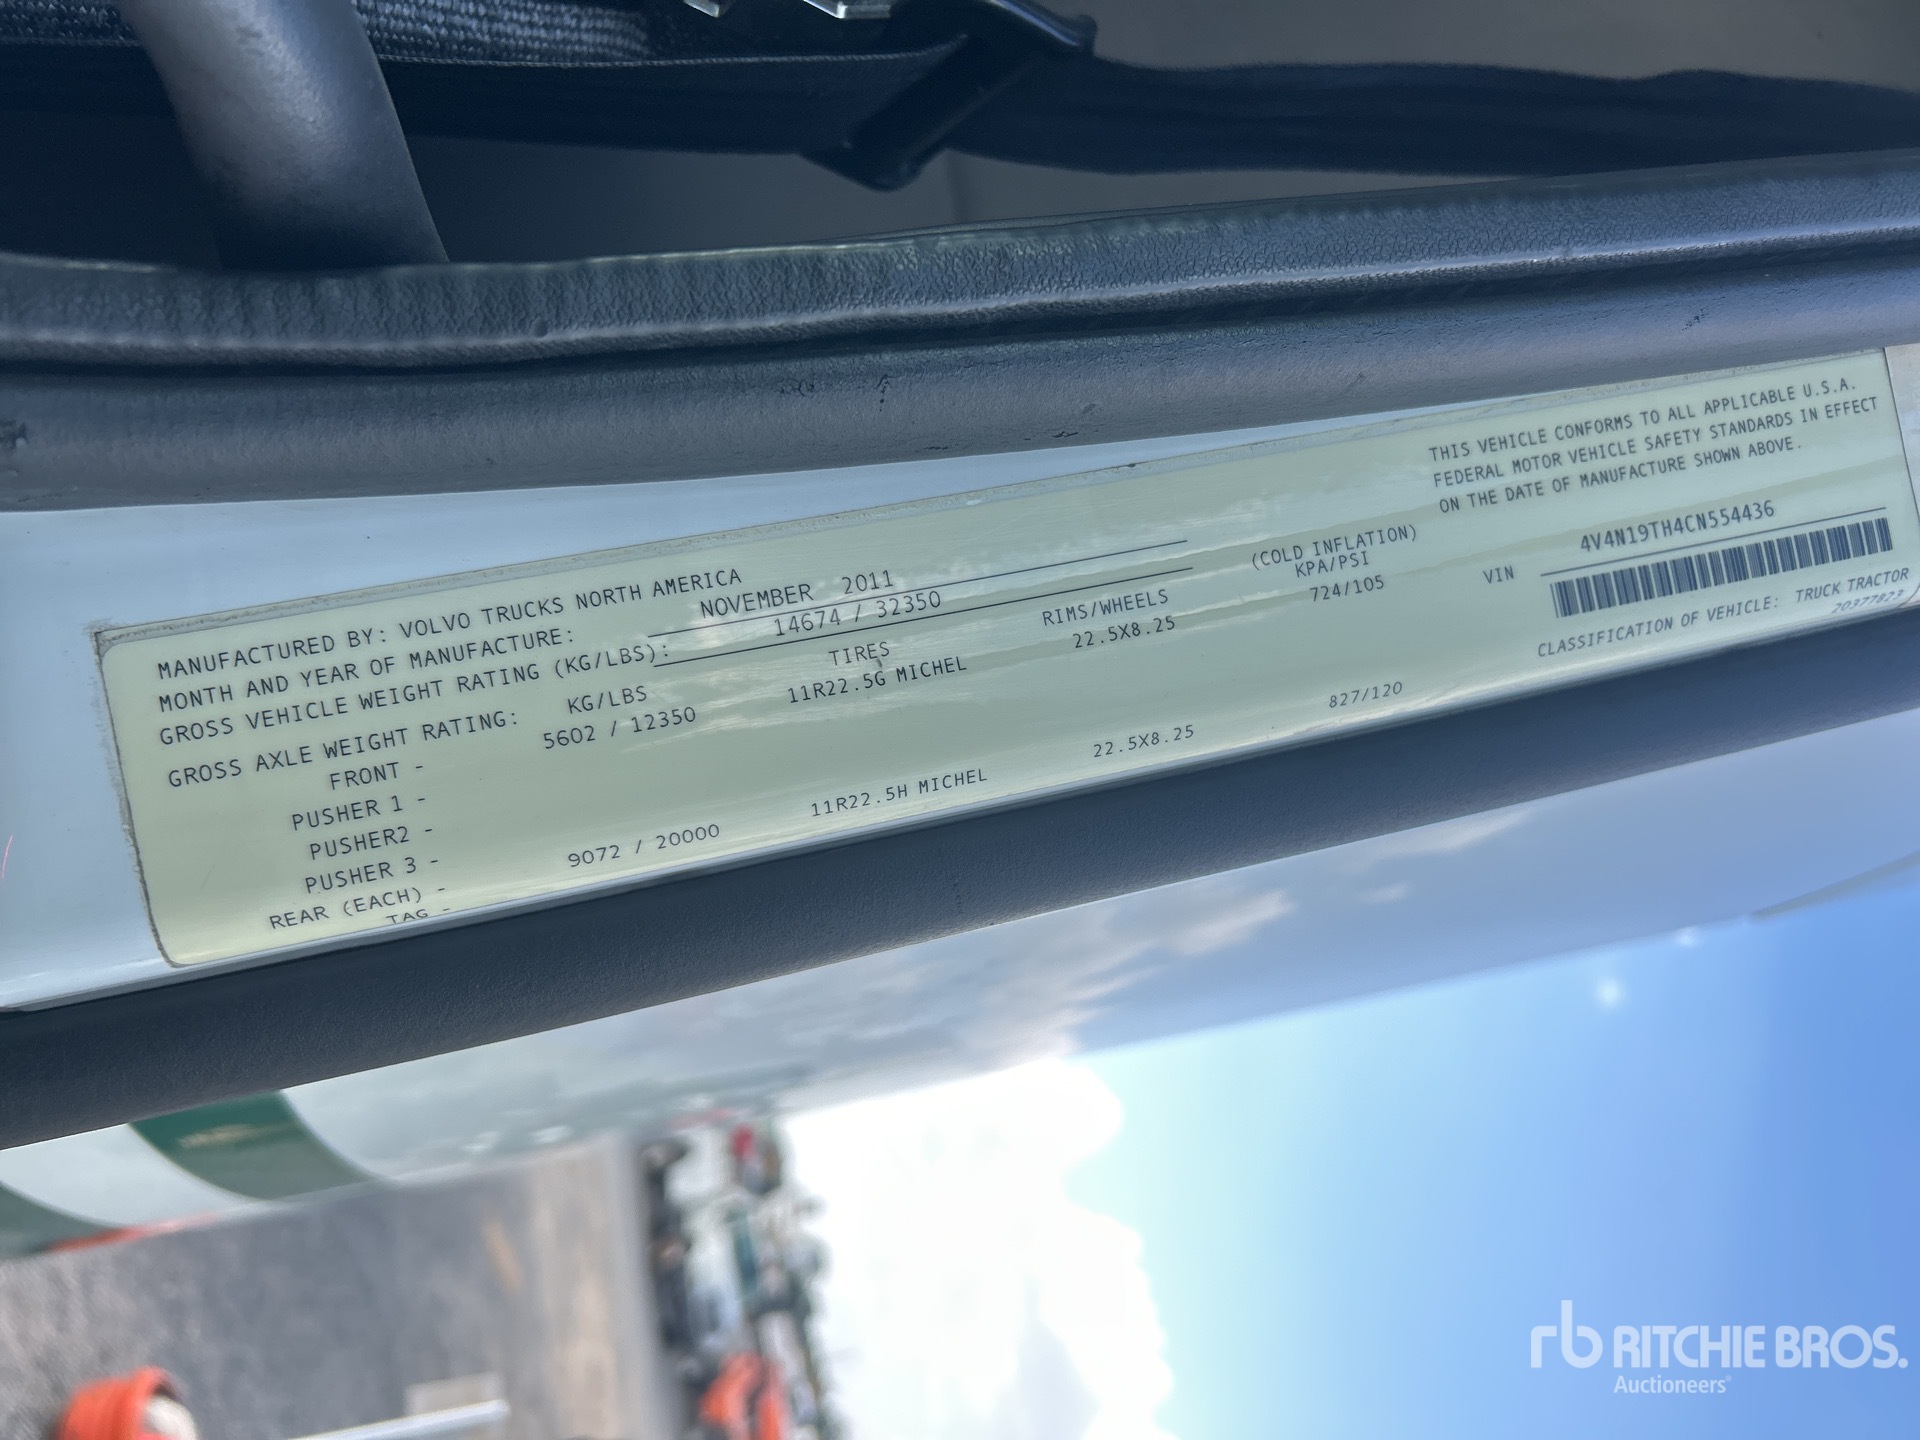 MANUFACTURED BY: VOLVO TRUCKS NORTH AMERICA
MONTH AND YEAR OF MANUFACTURE: NOVEMBER 2011
GROSS VEHICLE WEIGHT RATING (KG/LBS): 14674 / 32350
GROSS AXLE WEIGHT RATING: KG/LBS TIRES RIMS/WHEELS (COLD INFLATION) KPA/PSI
FRONT - 5602 / 12350 11R22.5G MICHEL 22.5X8.25 724/105
PUSHER 1 -
PUSHER2 -
PUSHER 3 -
REAR (EACH) - 9072 / 20000 11R22.5H MICHEL 22.5X8.25 827/120
TAG -
THIS VEHICLE CONFORMS TO ALL APPLICABLE U.S.A.
FEDERAL MOTOR VEHICLE SAFETY STANDARDS IN EFFECT
ON THE DATE OF MANUFACTURE SHOWN ABOVE.
VIN 4V4N19TH4CN554436
CLASSIFICATION OF VEHICLE: TRUCK TRACTOR
20377823
rb RITCHIE BROS.
Auctioneers